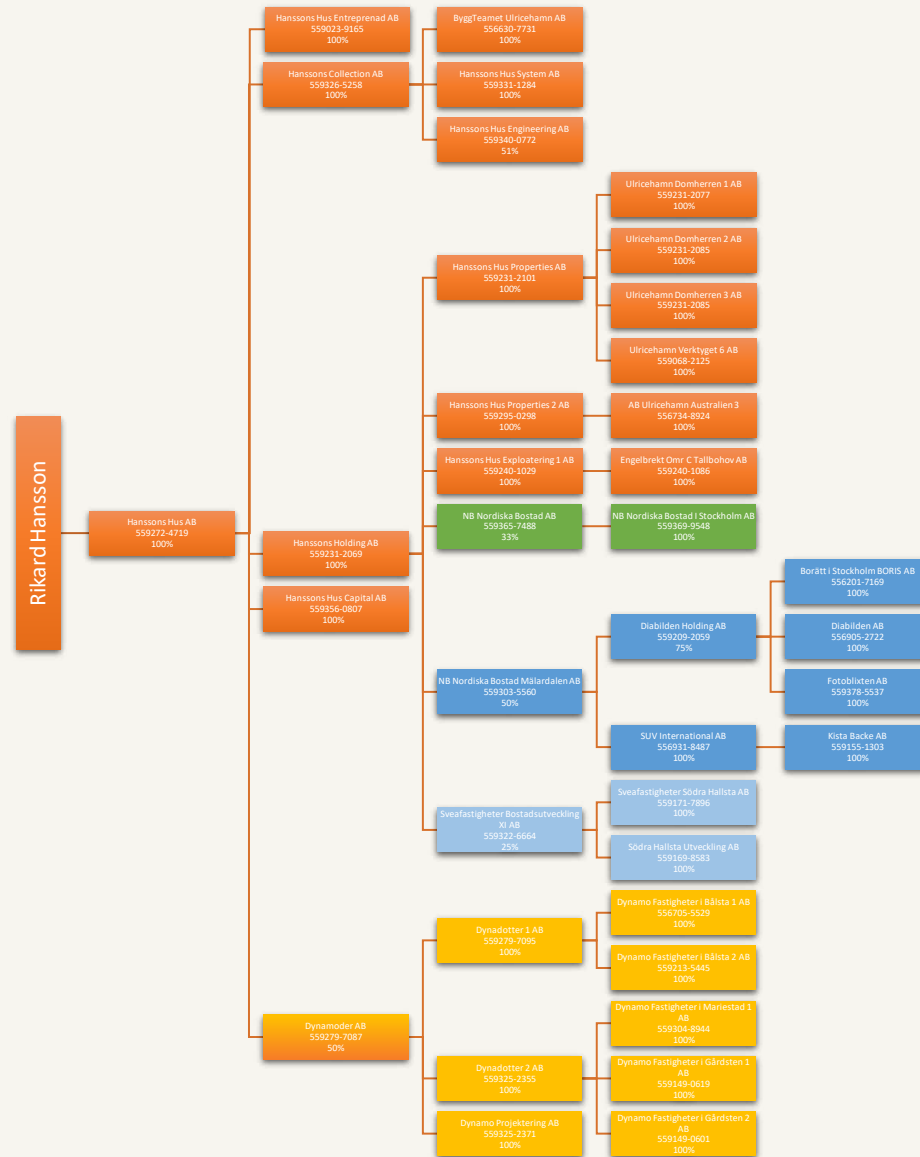 Rikard Hansson
Hanssons Hus AB
559272-4719
100%
Hanssons Hus Entreprenad AB
559023-9165
100%
Hanssons Collection AB
559326-5258
100%
ByggTeamet Ulricehamn AB
556630-7731
100%
Hanssons Hus System AB
559331-1284
100%
Hanssons Hus Engineering AB
559340-0772
51%
Hanssons Holding AB
559231-2069
100%
Hanssons Hus Properties AB
559231-2101
100%
Ulricehamn Domherren 1 AB
559231-2077
100%
Ulricehamn Domherren 2 AB
559231-2085
100%
Ulricehamn Domherren 3 AB
559231-2085
100%
Ulricehamn Verktyget 6 AB
559068-2125
100%
Hanssons Hus Properties 2 AB
559295-0298
100%
AB Ulricehamn Australien 3
556734-8924
100%
Hanssons Hus Exploatering 1 AB
559240-1029
100%
Engelbrekt Omr C Tallbohov AB
559240-1086
100%
NB Nordiska Bostad AB
559365-7488
33%
NB Nordiska Bostad I Stockholm AB
559369-9548
100%
NB Nordiska Bostad Mälardalen AB
559303-5560
50%
Diabilden Holding AB
559209-2059
75%
Borätt i Stockholm BORIS AB
556201-7169
100%
Diabilden AB
556905-2722
100%
Fotoblixten AB
559378-5537
100%
SUV International AB
556931-8487
100%
Kista Backe AB
559155-1303
100%
Sveafastigheter Bostadsutveckling
XI AB
559322-6664
25%
Sveafastigheter Södra Hallsta AB
559171-7896
100%
Södra Hallsta Utveckling AB
559169-8583
100%
Hanssons Hus Capital AB
559356-0807
100%
Dynamoder AB
559279-7087
50%
Dynadotter 1 AB
559279-7095
100%
Dynamo Fastigheter i Bålsta 1 AB
556705-5529
100%
Dynamo Fastigheter i Bålsta 2 AB
559213-5445
100%
Dynadotter 2 AB
559325-2355
100%
Dynamo Fastigheter i Mariestad 1
AB
559304-8944
100%
Dynamo Fastigheter i Gårdsten 1
AB
559149-0619
100%
Dynamo Fastigheter i Gårdsten 2
AB
559149-0601
100%
Dynamo Projektering AB
559325-2371
100%